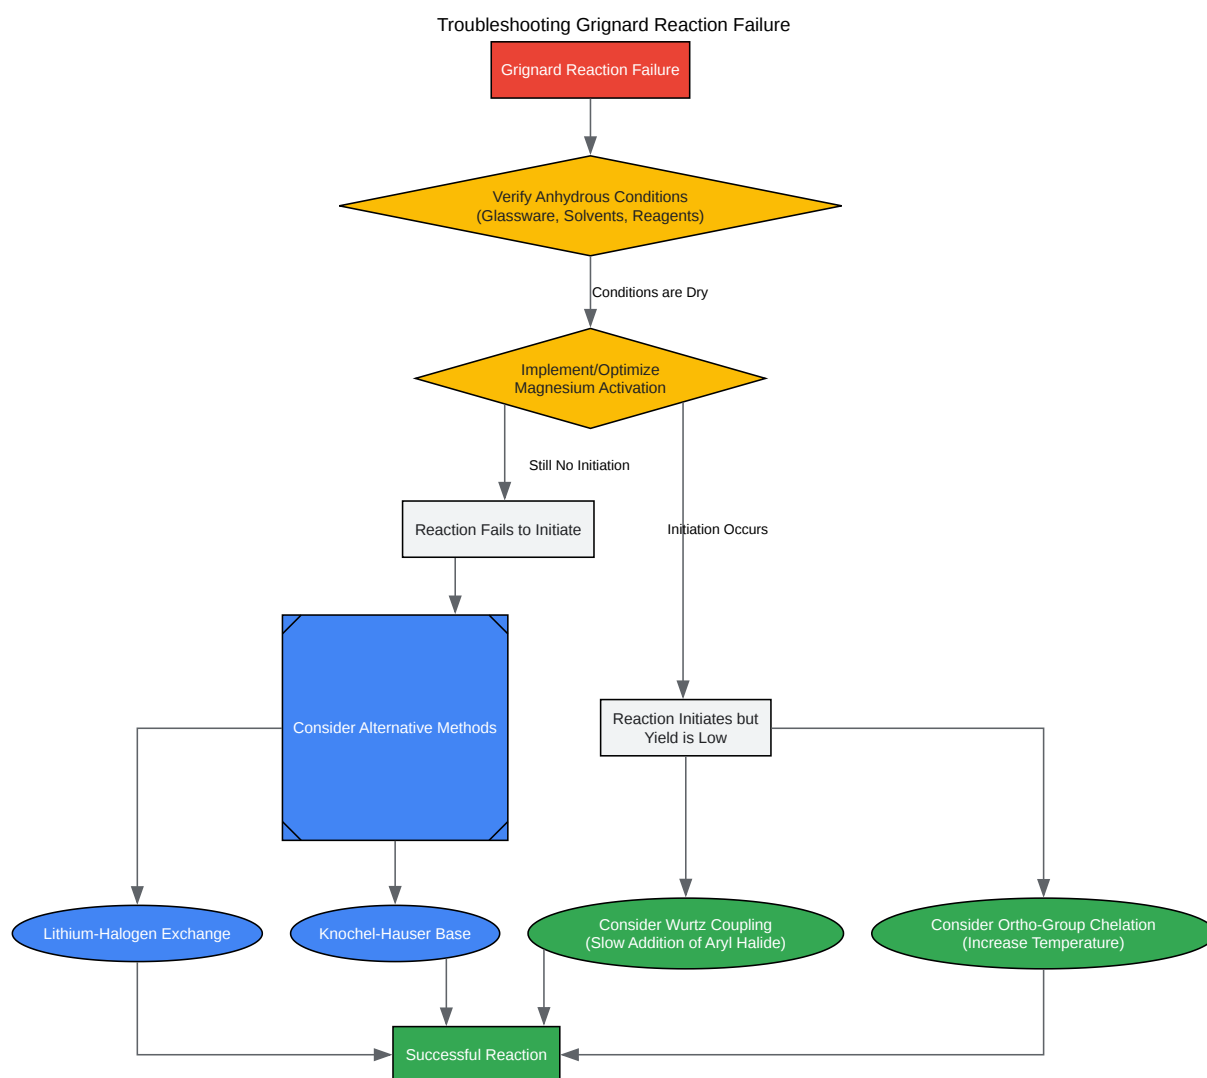 Troubleshooting Grignard Reaction Failure
Grignard Reaction Failure
Verify Anhydrous Conditions
(Glassware, Solvents, Reagents)
Conditions are Dry
Implement/Optimize
Magnesium Activation
Still No Initiation
Reaction Fails to Initiate
Initiation Occurs
Consider Alternative Methods
Reaction Initiates but
Yield is Low
Lithium-Halogen Exchange
Knochel-Hauser Base
Consider Wurtz Coupling
(Slow Addition of Aryl Halide)
Consider Ortho-Group Chelation
(Increase Temperature)
Successful Reaction